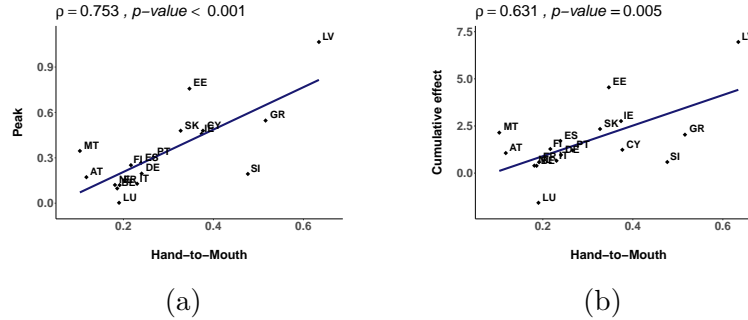 ρ = 0.753 , p-value < 0.001
LV
0.9
EE
Peak
0.6
GR
SK
CY
IE
MT
PT
0.3
ES
FI
AT
DE
SI
IT
FR
LU
0.0
0.2
0.4
0.6
Hand-to-Mouth
(a)
ρ = 0.631 , p-value = 0.005
7.5
EE
5.0
Cumulative effect
IE
SK
2.5
MT
ES
GR
FI
PT
AT
DE
CY
SI
0.0
LU
0.2
0.4
0.6
Hand-to-Mouth
(b)